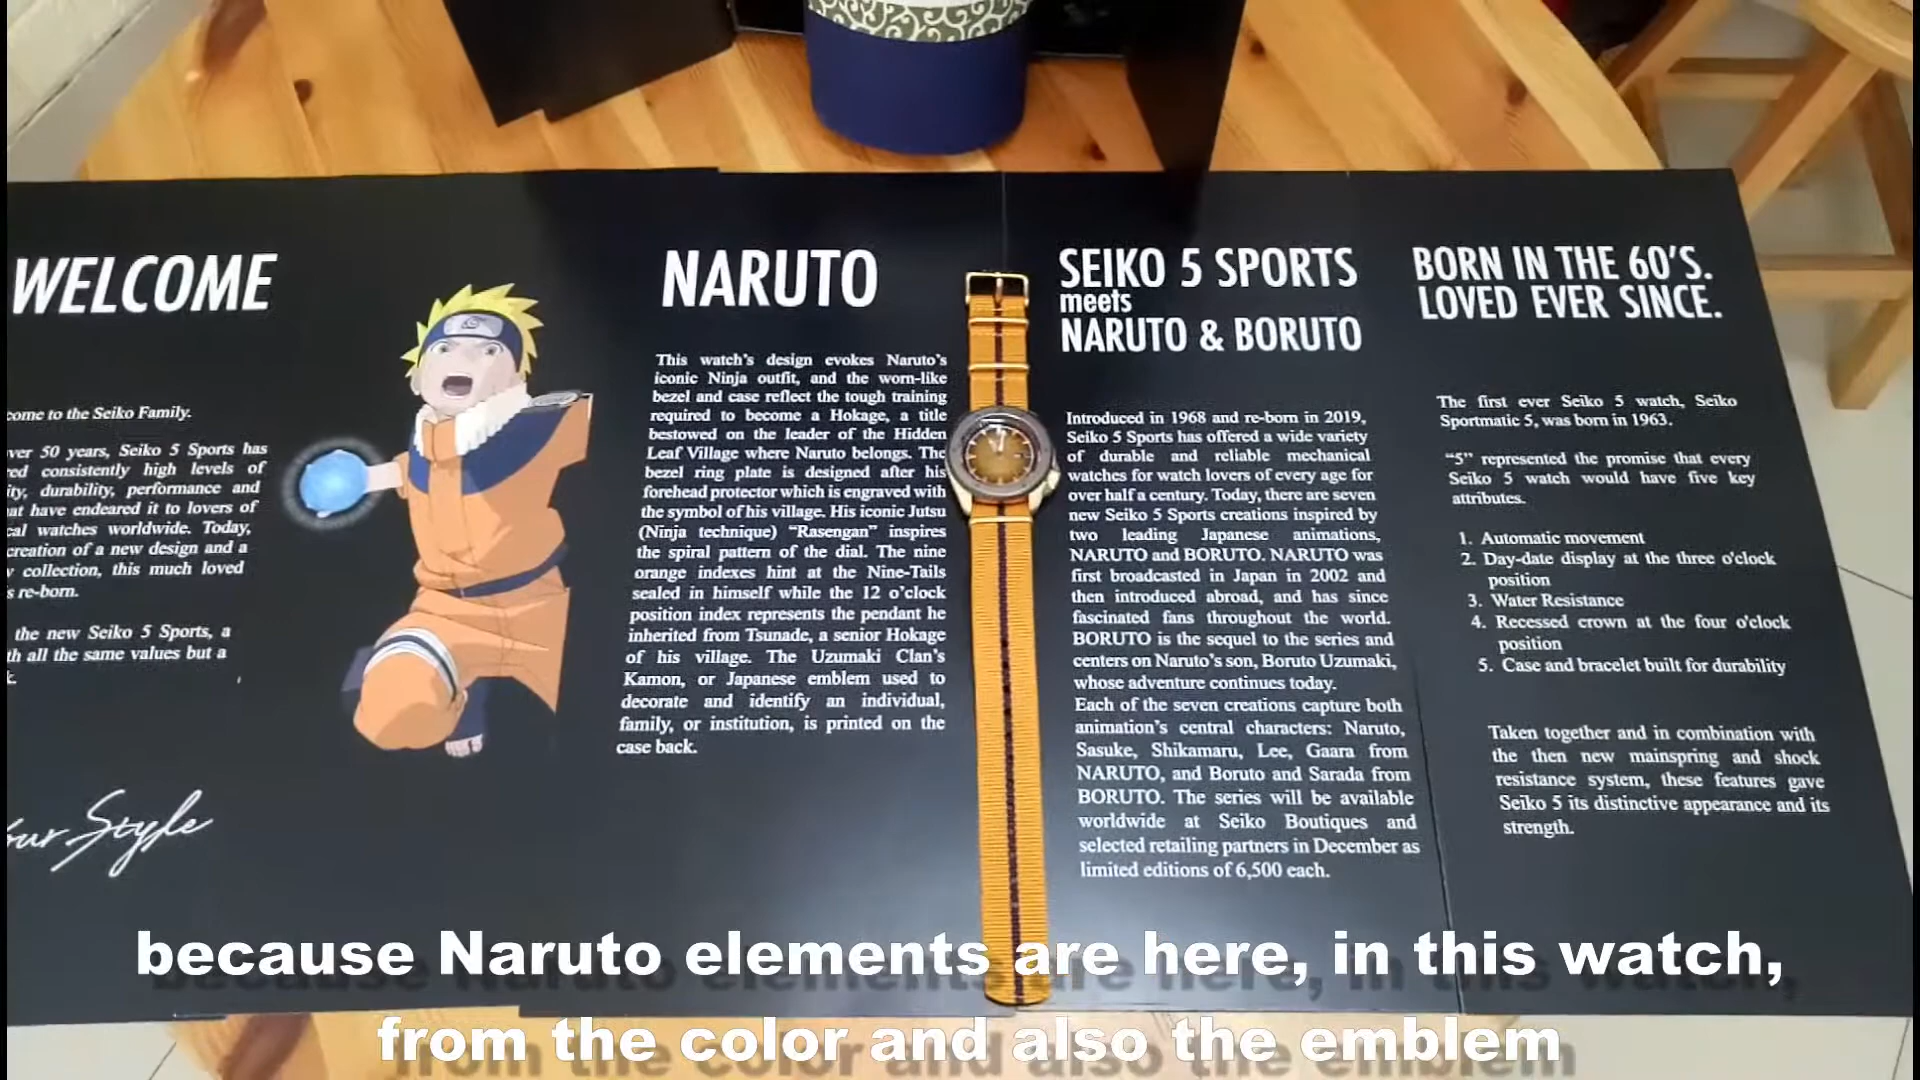 WELCOME
come to the Seiko Family.
ver 50 years, Seiko 5 Sports has
ed consistently high levels of
ity, durability, performance and
at have endeared it to lovers of
cal watches worldwide. Today,
creation of a new design and a
y collection, this much loved
s re-born.
the new Seiko 5 Sports, a
th all the same values but a
k.
our Style
NARUTO
This watch's design evokes Naruto's
iconic Ninja outfit, and the worn-like
bezel and case reflect the tough training
required to become a Hokage, a title
bestowed on the leader of the Hidden
Leaf Village where Naruto belongs. The
bezel ring plate is designed after his
forehead protector which is engraved with
the symbol of his village. His iconic Jutsu
(Ninja technique) “Rasengan” inspires
the spiral pattern of the dial. The nine
orange indexes hint at the Nine-Tails
sealed in himself while the 12 o'clock
position index represents the pendant he
inherited from Tsunade, a senior Hokage
of his village. The Uzumaki Clan's
Kamon, or Japanese emblem used to
decorate and identify an individual,
family, or institution, is printed on the
case back.
SEIKO 5 SPORTS
meets
NARUTO & BORUTO
Introduced in 1968 and re-born in 2019,
Seiko 5 Sports has offered a wide variety
of durable and reliable mechanical
watches for watch lovers of every age for
over half a century. Today, there are seven
new Seiko 5 Sports creations inspired by
two leading Japanese animations,
NARUTO and BORUTO. NARUTO was
first broadcasted in Japan in 2002 and
then introduced abroad, and has since
fascinated fans throughout the world.
BORUTO is the sequel to the series and
centers on Naruto's son, Boruto Uzumaki,
whose adventure continues today.
Each of the seven creations capture both
animation's central characters: Naruto,
Sasuke, Shikamaru, Lee, Gaara from
NARUTO, and Boruto and Sarada from
BORUTO. The series will be available
worldwide at Seiko Boutiques and
selected retailing partners in December as
limited editions of 6,500 each.
BORN IN THE 60'S.
LOVED EVER SINCE.
The first ever Seiko 5 watch, Seiko
Sportmatic 5, was born in 1963.
“5” represented the promise that every
Seiko 5 watch would have five key
attributes.
1. Automatic movement
2. Day-date display at the three o'clock
position
3. Water Resistance
4. Recessed crown at the four o'clock
position
5. Case and bracelet built for durability
Taken together and in combination with
the then new mainspring and shock
resistance system, these features gave
Seiko 5 its distinctive appearance and its
strength.
because Naruto elements are here, in this watch,
from the color and also the emblem